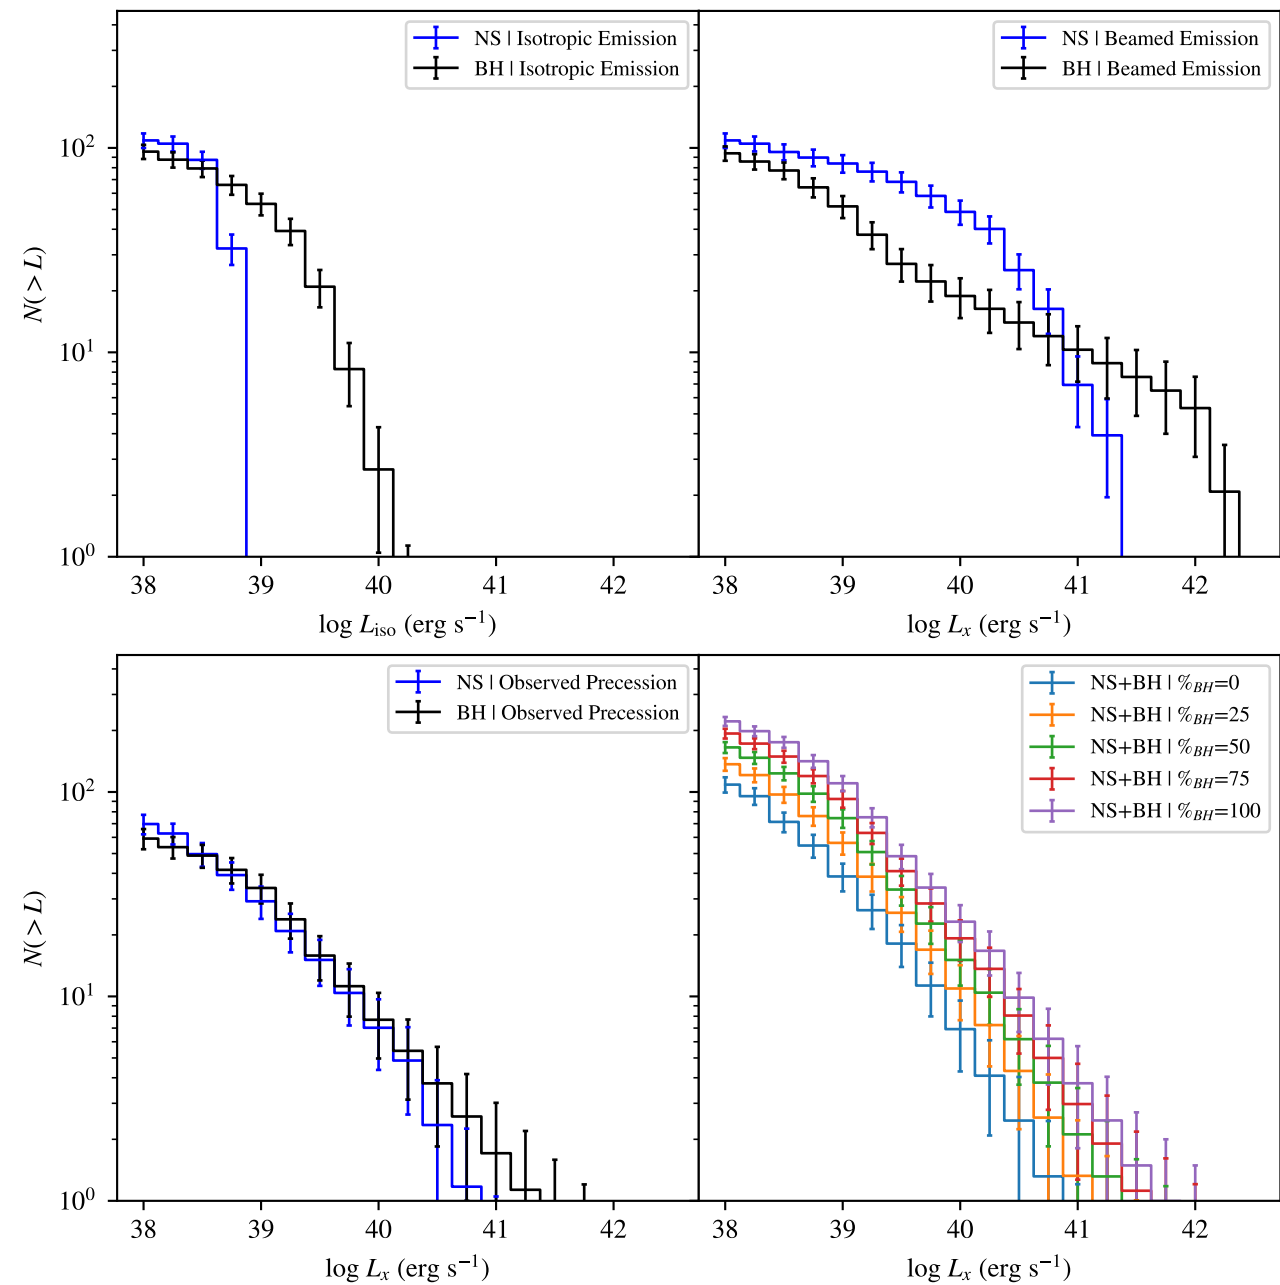 NS | Isotropic Emission
BH | Isotropic Emission
NS | Beamed Emission
BH | Beamed Emission
10²
10¹
10⁰
N(> L)
38 39 40 41 42
38 39 40 41 42
log L_iso (erg s⁻¹)
log L_x (erg s⁻¹)
NS | Observed Precession
BH | Observed Precession
NS+BH | %_BH=0
NS+BH | %_BH=25
NS+BH | %_BH=50
NS+BH | %_BH=75
NS+BH | %_BH=100
10²
10¹
10⁰
N(> L)
38 39 40 41 42
38 39 40 41 42
log L_x (erg s⁻¹)
log L_x (erg s⁻¹)